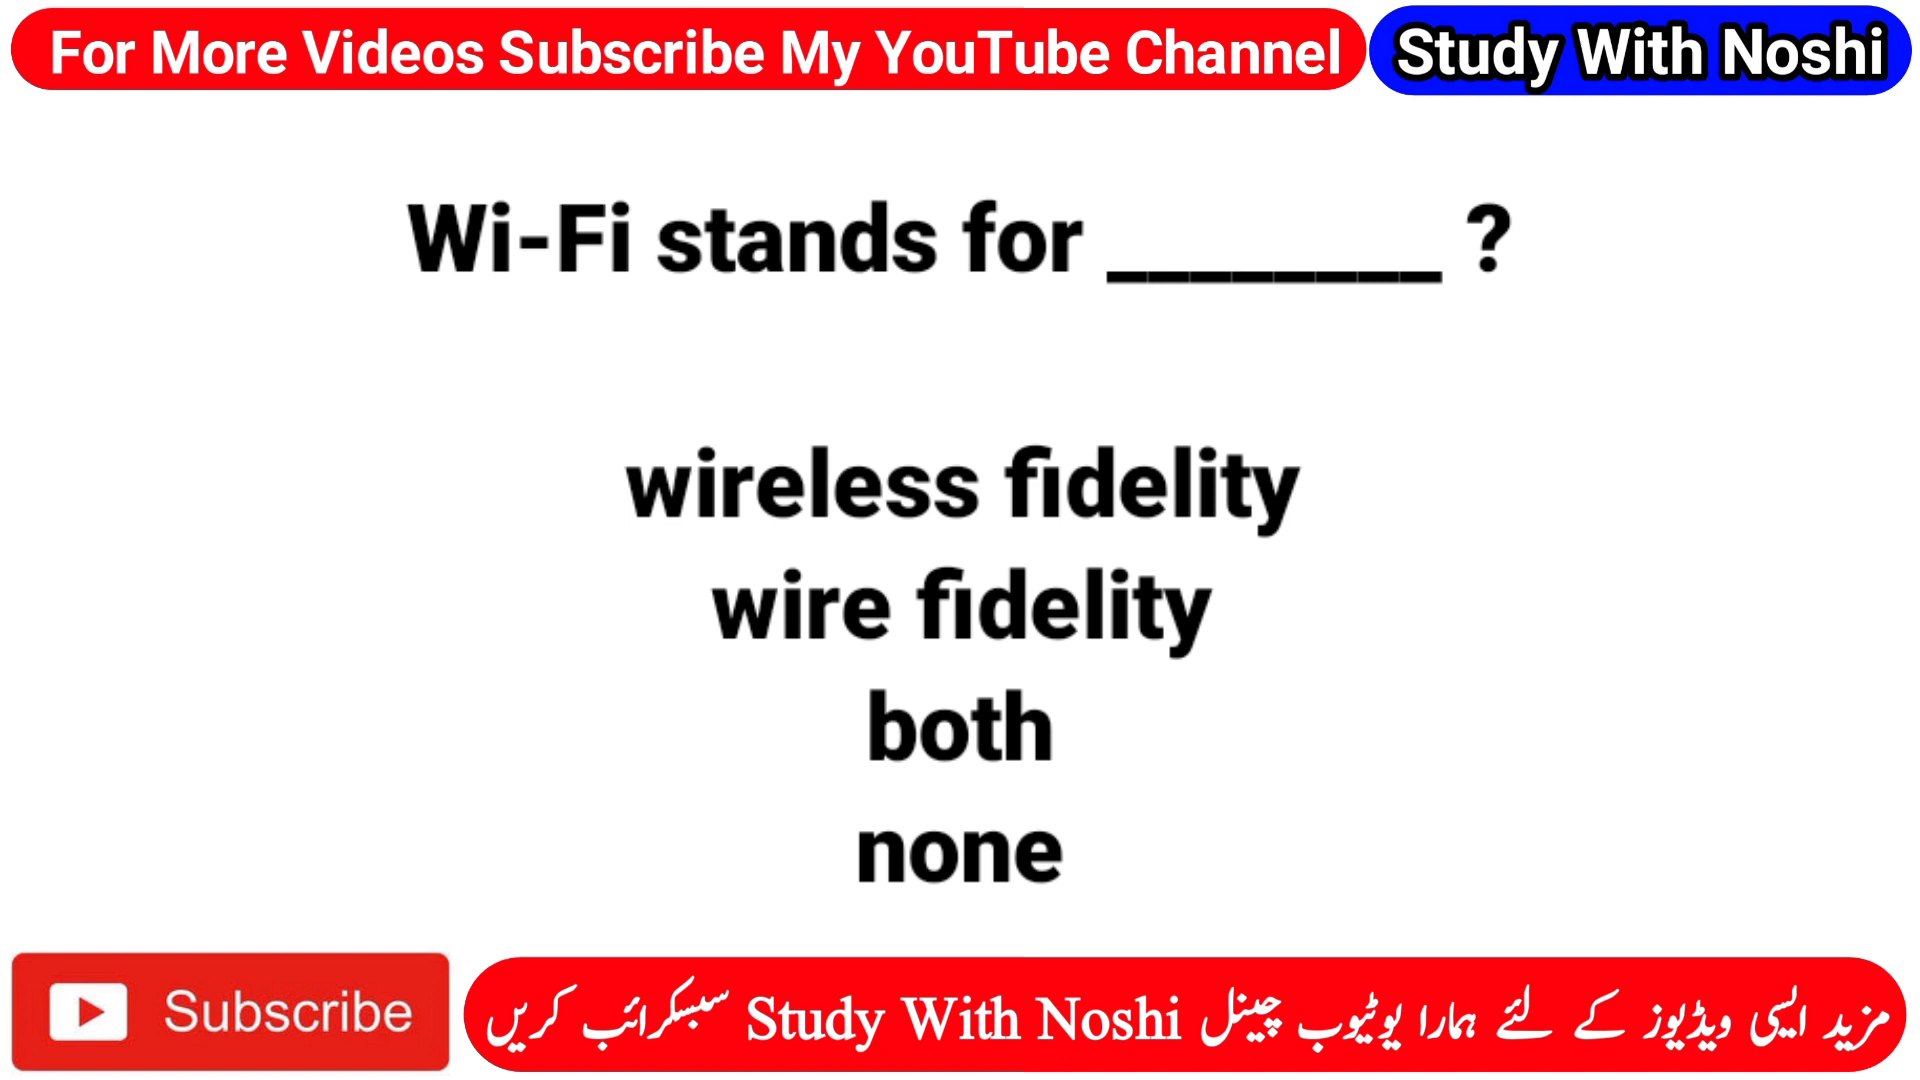 For More Videos Subscribe My YouTube Channel Study With Noshi
Wi-Fi stands for ________ ?
wireless fidelity
wire fidelity
both
none
Subscribe
مزید ایسی ویڈیوز کے لئے ہمارا یوٹیوب چینل Study With Noshi سبسکرائب کریں